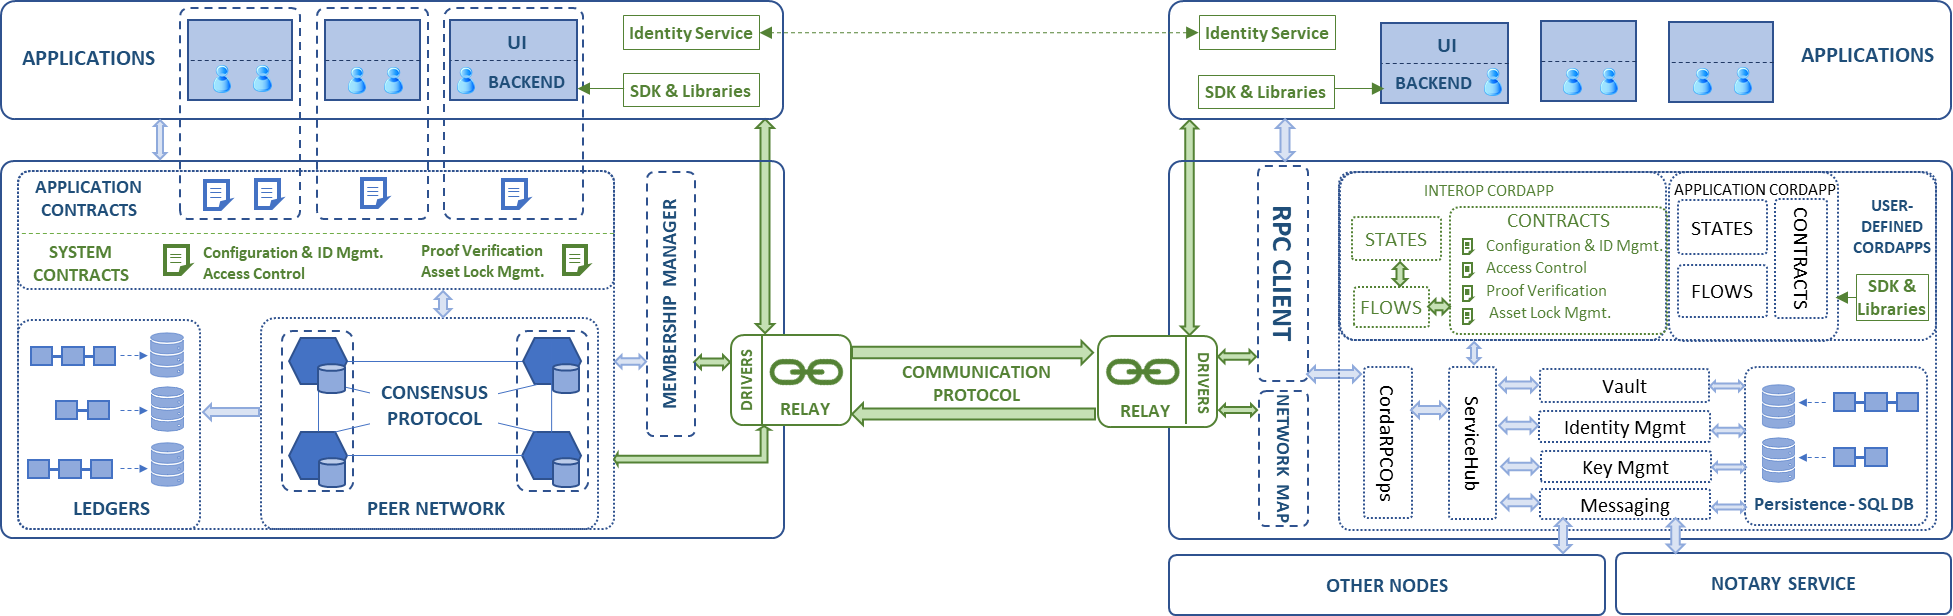 APPLICATIONS
UI
BACKEND
Identity Service
SDK & Libraries
APPLICATION
CONTRACTS
SYSTEM
CONTRACTS
Configuration & ID Mgmt.
Access Control
Proof Verification
Asset Lock Mgmt.
MEMBERSHIP MANAGER
LEDGERS
CONSENSUS
PROTOCOL
PEER NETWORK
DRIVERS
RELAY
COMMUNICATION
PROTOCOL
RELAY
DRIVERS
Identity Service
SDK & Libraries
UI
BACKEND
APPLICATIONS
RPC CLIENT
NETWORK MAP
INTEROP CORDAPP
STATES
FLOWS
CONTRACTS
Configuration & ID Mgmt.
Access Control
Proof Verification
Asset Lock Mgmt.
APPLICATION CORDAPP
STATES
FLOWS
CONTRACTS
USER-
DEFINED
CORDAPPS
SDK &
Libraries
CordaRPCOps
ServiceHub
Vault
Identity Mgmt
Key Mgmt
Messaging
Persistence - SQL DB
OTHER NODES
NOTARY SERVICE